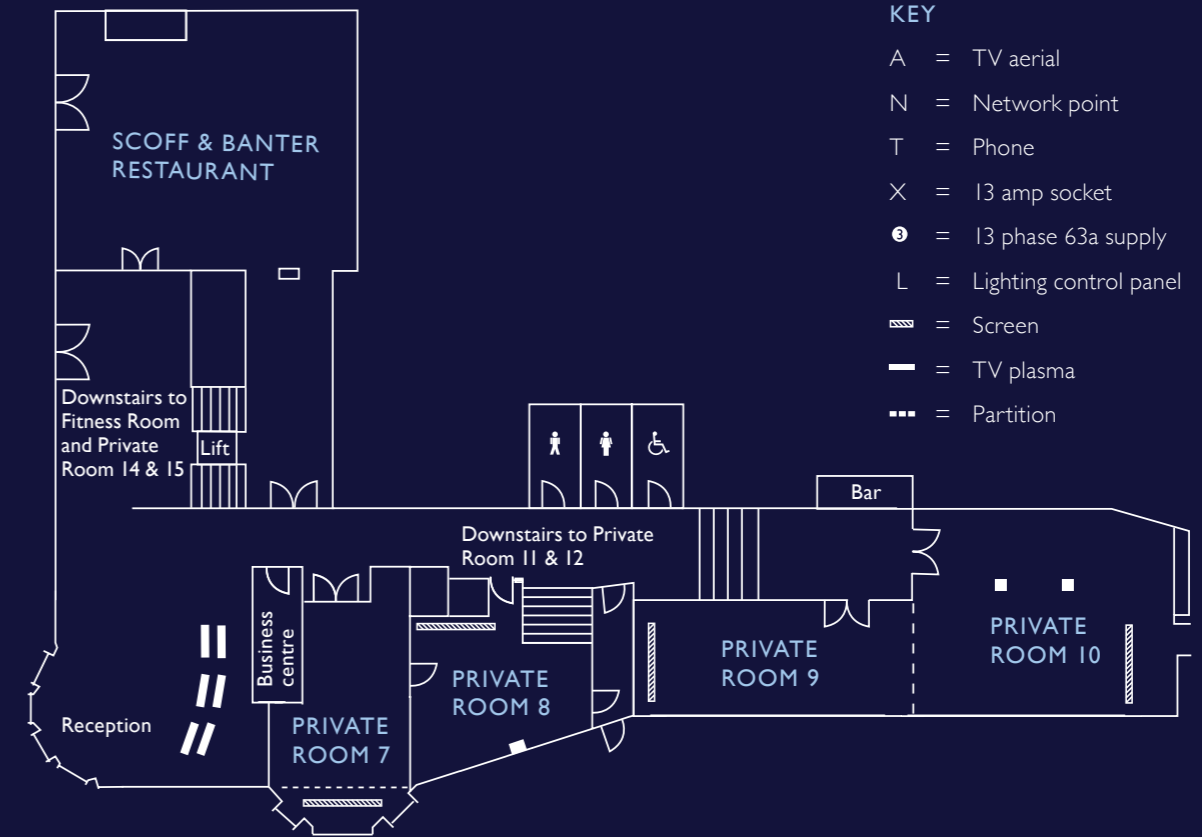 KEY
A = TV aerial
N = Network point
T = Phone
X = 13 amp socket
❸ = 13 phase 63a supply
L = Lighting control panel
= Screen
= TV plasma
= Partition
SCOFF & BANTER
RESTAURANT
Downstairs to
Fitness Room
and Private
Room 14 & 15
Lift
Bar
Downstairs to Private
Room 11 & 12
Business
centre
Reception
PRIVATE
ROOM 7
PRIVATE
ROOM 8
PRIVATE
ROOM 9
PRIVATE
ROOM 10